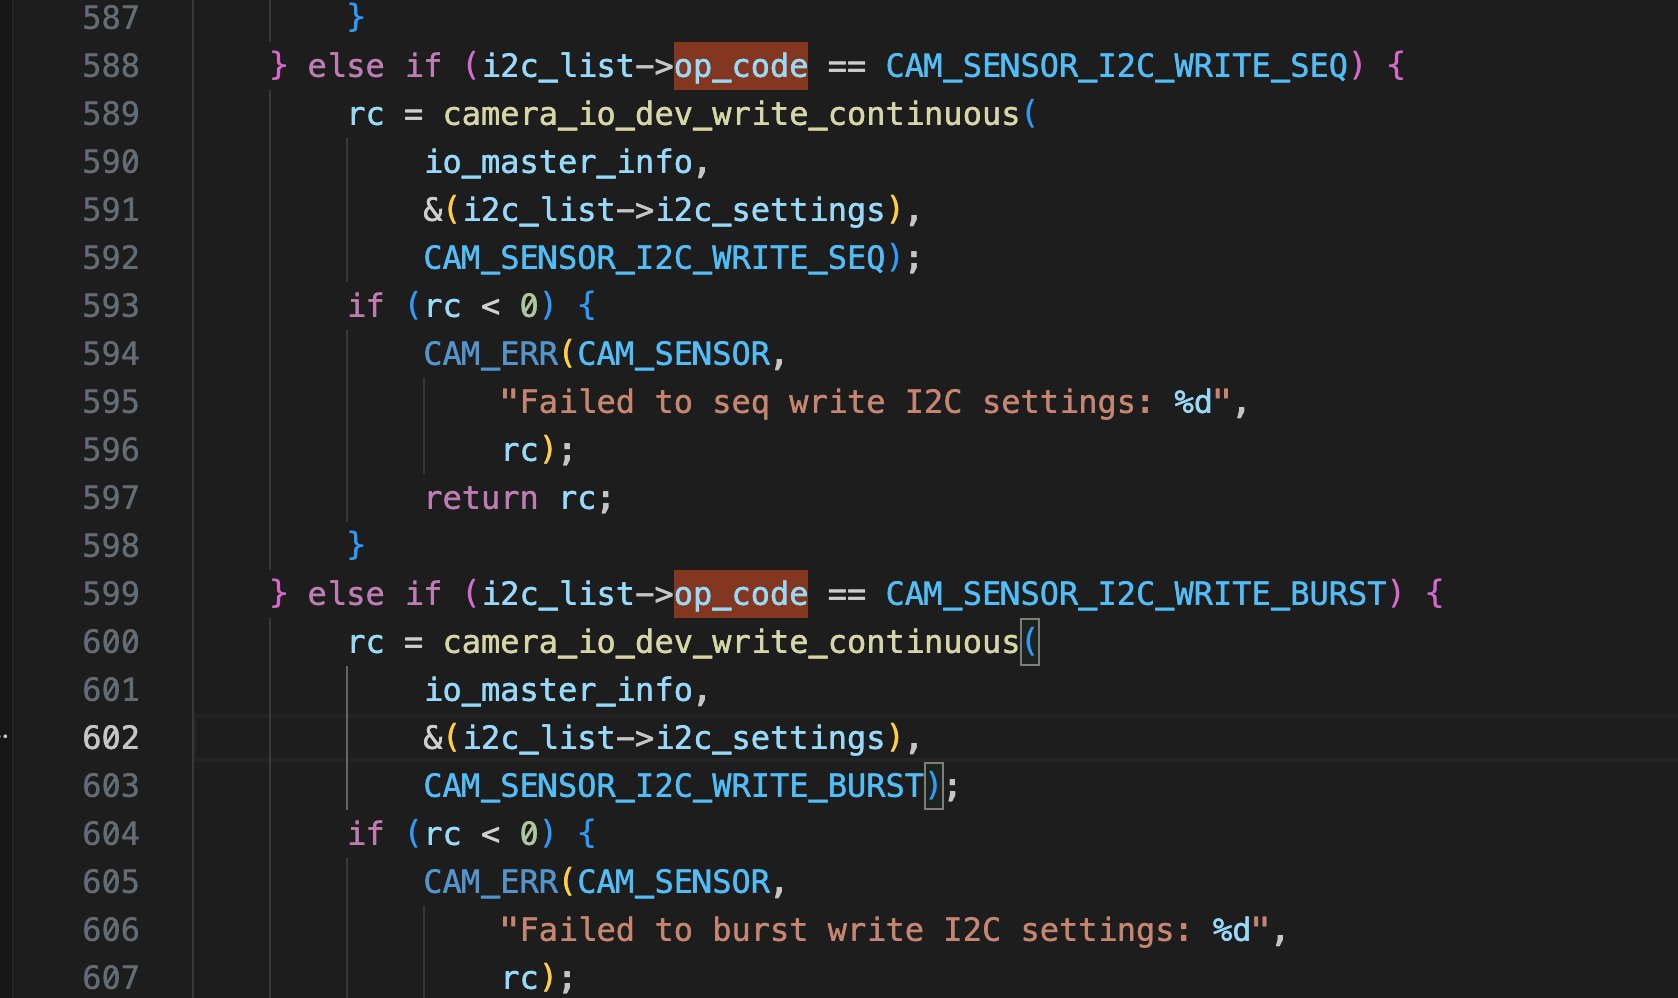 587 }
588 } else if (i2c_list->op_code == CAM_SENSOR_I2C_WRITE_SEQ) {
589 rc = camera_io_dev_write_continuous(
590 io_master_info,
591 &(i2c_list->i2c_settings),
592 CAM_SENSOR_I2C_WRITE_SEQ);
593 if (rc < 0) {
594 CAM_ERR(CAM_SENSOR,
595 "Failed to seq write I2C settings: %d",
596 rc);
597 return rc;
598 }
599 } else if (i2c_list->op_code == CAM_SENSOR_I2C_WRITE_BURST) {
600 rc = camera_io_dev_write_continuous(
601 io_master_info,
602 &(i2c_list->i2c_settings),
603 CAM_SENSOR_I2C_WRITE_BURST);
604 if (rc < 0) {
605 CAM_ERR(CAM_SENSOR,
606 "Failed to burst write I2C settings: %d",
607 rc);